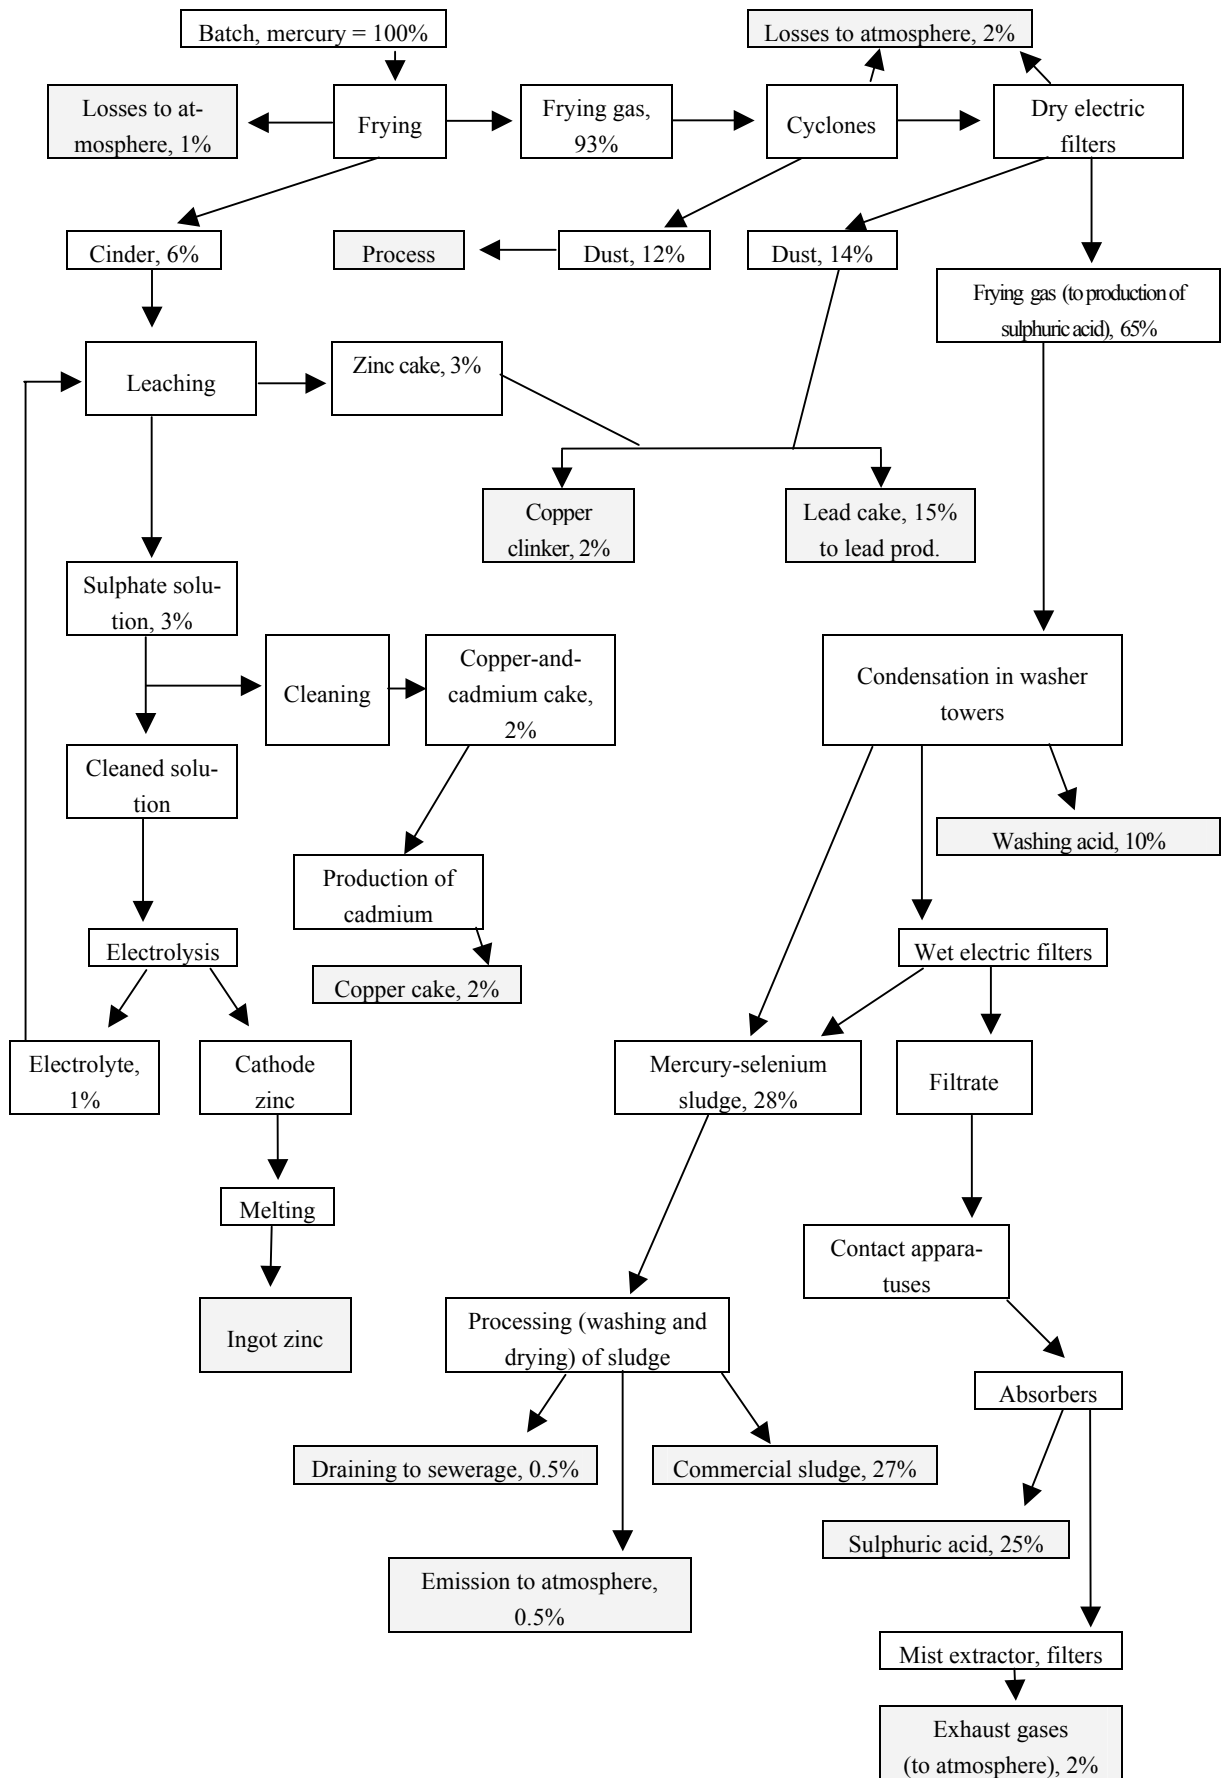 Batch, mercury = 100%
Losses to atmosphere, 2%
Losses to at-
mosphere, 1%
Frying
Frying gas,
93%
Cyclones
Dry electric
filters
Cinder, 6%
Process
Dust, 12%
Dust, 14%
Frying gas (to production of
sulphuric acid), 65%
Leaching
Zinc cake, 3%
Copper
clinker, 2%
Lead cake, 15%
to lead prod.
Sulphate solu-
tion, 3%
Cleaning
Copper-and-
cadmium cake,
2%
Condensation in washer
towers
Cleaned solu-
tion
Washing acid, 10%
Production of
cadmium
Electrolysis
Wet electric filters
Copper cake, 2%
Electrolyte,
1%
Cathode
zinc
Mercury-selenium
sludge, 28%
Filtrate
Melting
Contact appara-
tuses
Ingot zinc
Processing (washing and
drying) of sludge
Absorbers
Draining to sewerage, 0.5%
Commercial sludge, 27%
Sulphuric acid, 25%
Emission to atmosphere,
0.5%
Mist extractor, filters
Exhaust gases
(to atmosphere), 2%